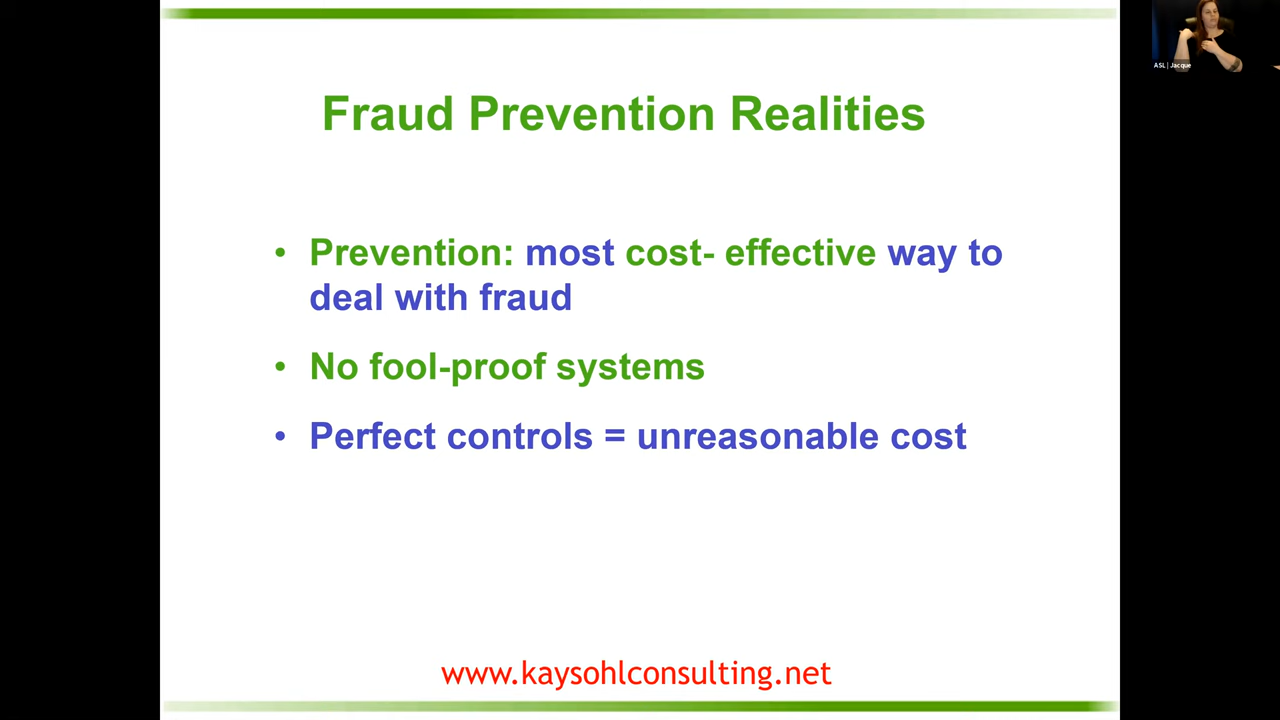 ASL | Jacque
Fraud Prevention Realities
• Prevention: most cost- effective way to
deal with fraud
• No fool-proof systems
• Perfect controls = unreasonable cost
www.kaysohlconsulting.net